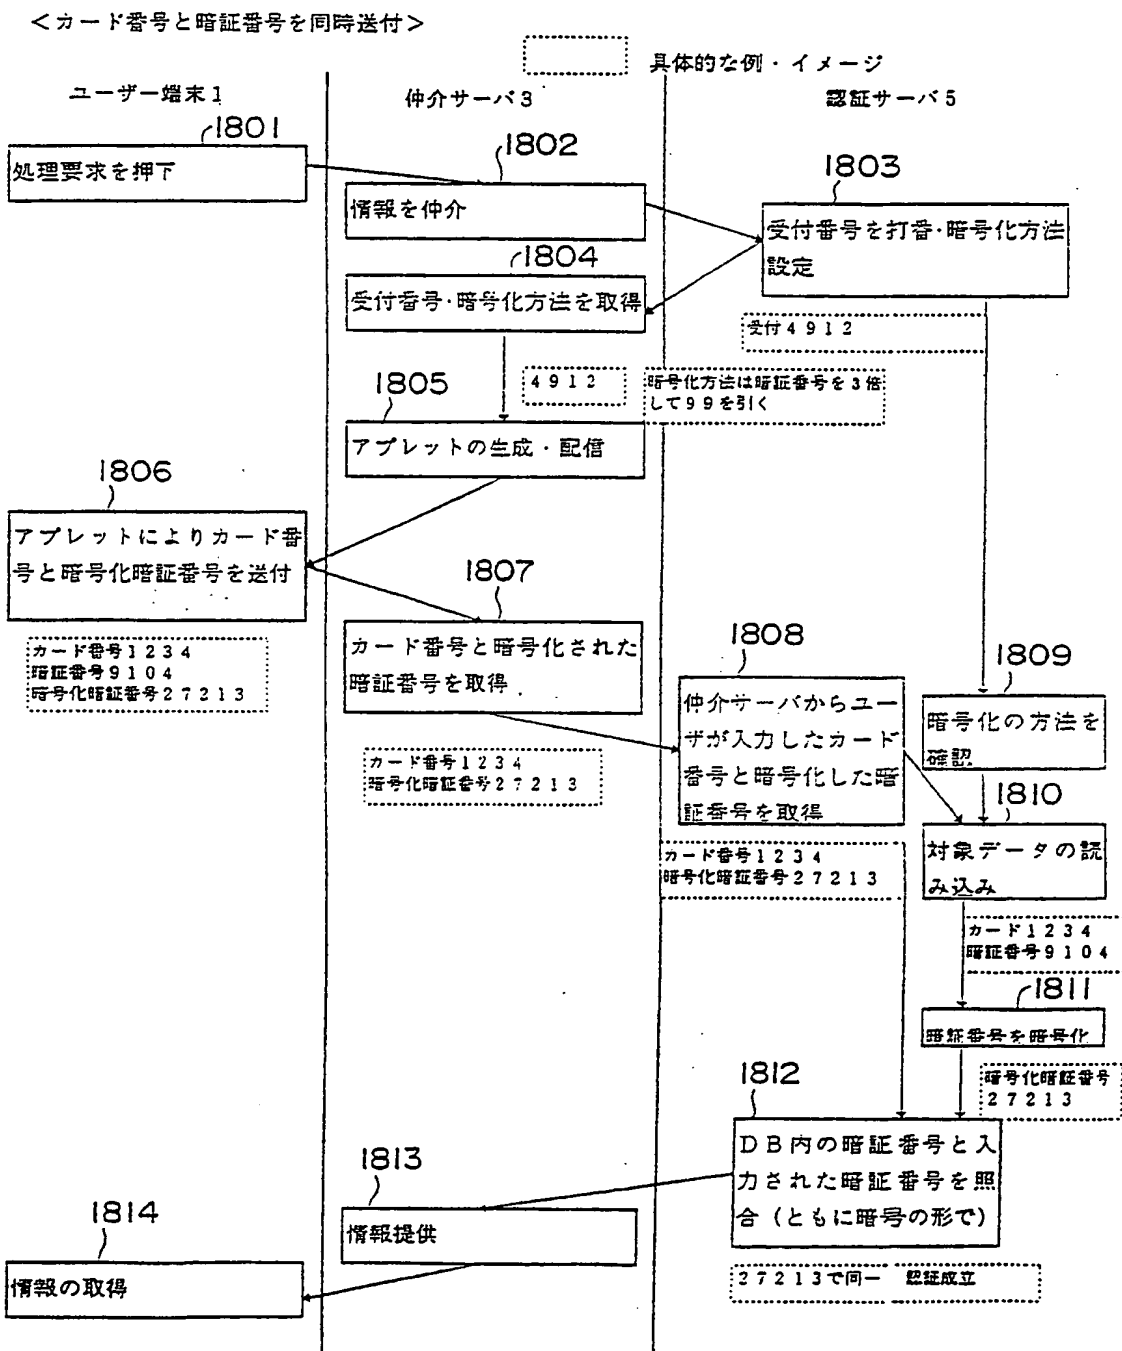 ＜カード番号と暗証番号を同時送付＞
具体的な例・イメージ
ユーザー端末1
仲介サーバ3
認証サーバ5
1801
処理要求を押下
1802
情報を仲介
1803
受付番号を打番・暗号化方法
設定
1804
受付番号・暗号化方法を取得
受付4912
4912
暗号化方法は暗証番号を3倍
して99を引く
1805
アプレットの生成・配信
1806
アプレットによりカード番
号と暗号化暗証番号を送付
カード番号1234
暗証番号9104
暗号化暗証番号27213
1807
カード番号と暗号化された
暗証番号を取得
カード番号1234
暗号化暗証番号27213
1808
仲介サーバからユー
ザが入力したカード
番号と暗号化した暗
証番号を取得
カード番号1234
暗号化暗証番号27213
1809
暗号化の方法を
確認
1810
対象データの読
み込み
カード1234
暗証番号9104
1811
暗証番号を暗号化
暗号化暗証番号
27213
1812
DB内の暗証番号と入
力された暗証番号を照
合（ともに暗号の形で）
27213で同一　認証成立
1813
情報提供
1814
情報の取得